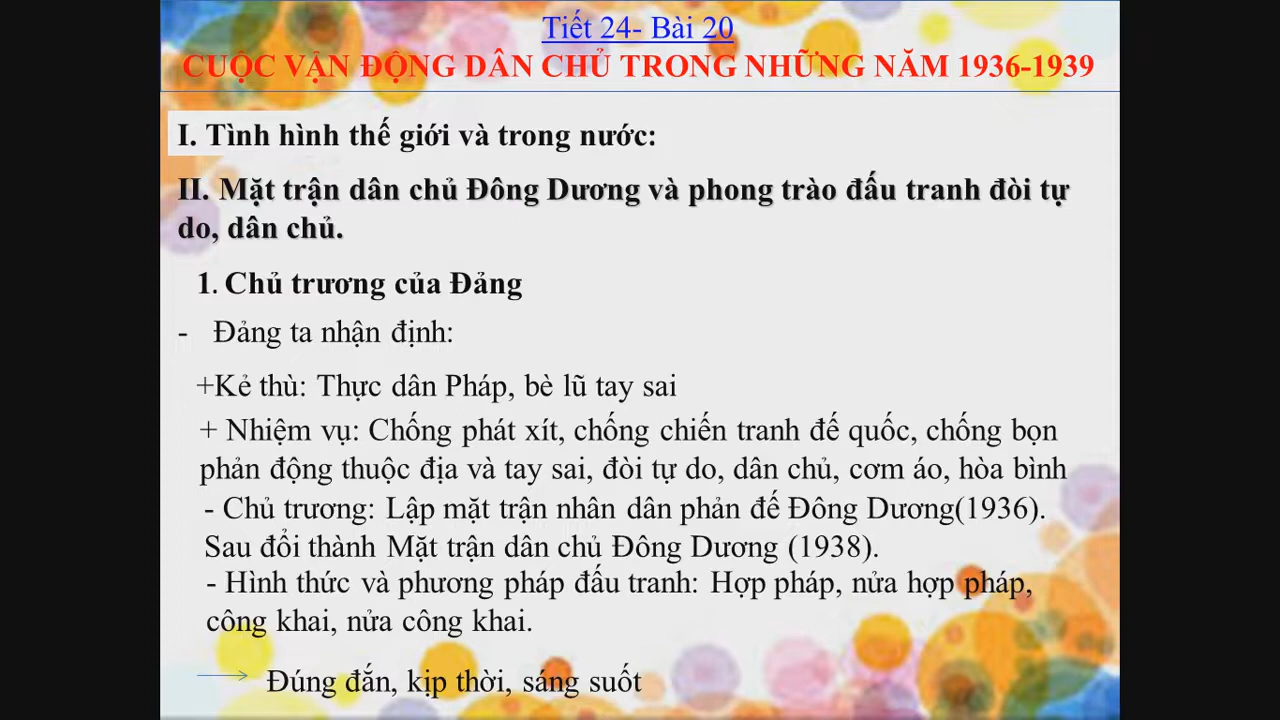 Tiết 24- Bài 20
CUỘC VẬN ĐỘNG DÂN CHỦ TRONG NHỮNG NĂM 1936-1939
I. Tình hình thế giới và trong nước:
II. Mặt trận dân chủ Đông Dương và phong trào đấu tranh đòi tự
do, dân chủ.
1. Chủ trương của Đảng
- Đảng ta nhận định:
+Kẻ thù: Thực dân Pháp, bè lũ tay sai
+ Nhiệm vụ: Chống phát xít, chống chiến tranh đế quốc, chống bọn
phản động thuộc địa và tay sai, đòi tự do, dân chủ, cơm áo, hòa bình
- Chủ trương: Lập mặt trận nhân dân phản đế Đông Dương(1936).
Sau đổi thành Mặt trận dân chủ Đông Dương (1938).
- Hình thức và phương pháp đấu tranh: Hợp pháp, nửa hợp pháp,
công khai, nửa công khai.
Đúng đắn, kịp thời, sáng suốt